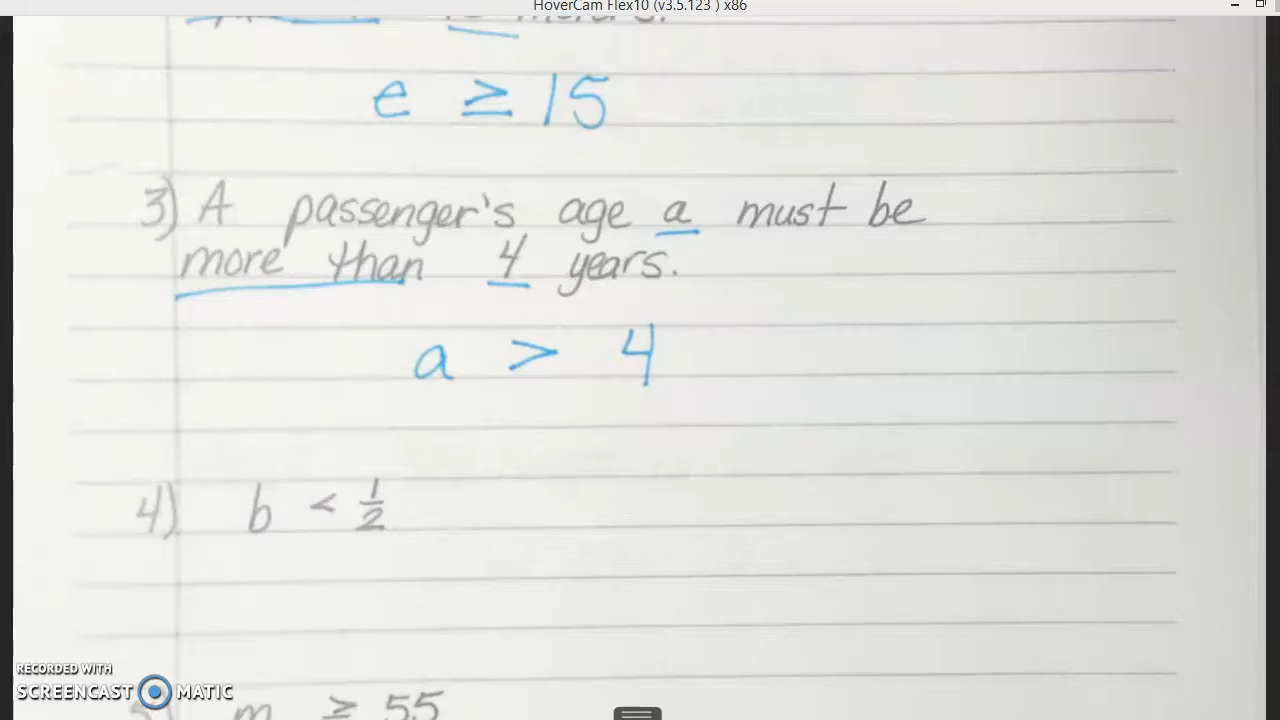 HoverCam Flex10 (v3.5.123 ) x86
e ≥ 15
3) A passenger's age a must be
more than 4 years.
a > 4
4) b < 1/2
m ≥ 55
RECORDED WITH
SCREENCAST MATIC